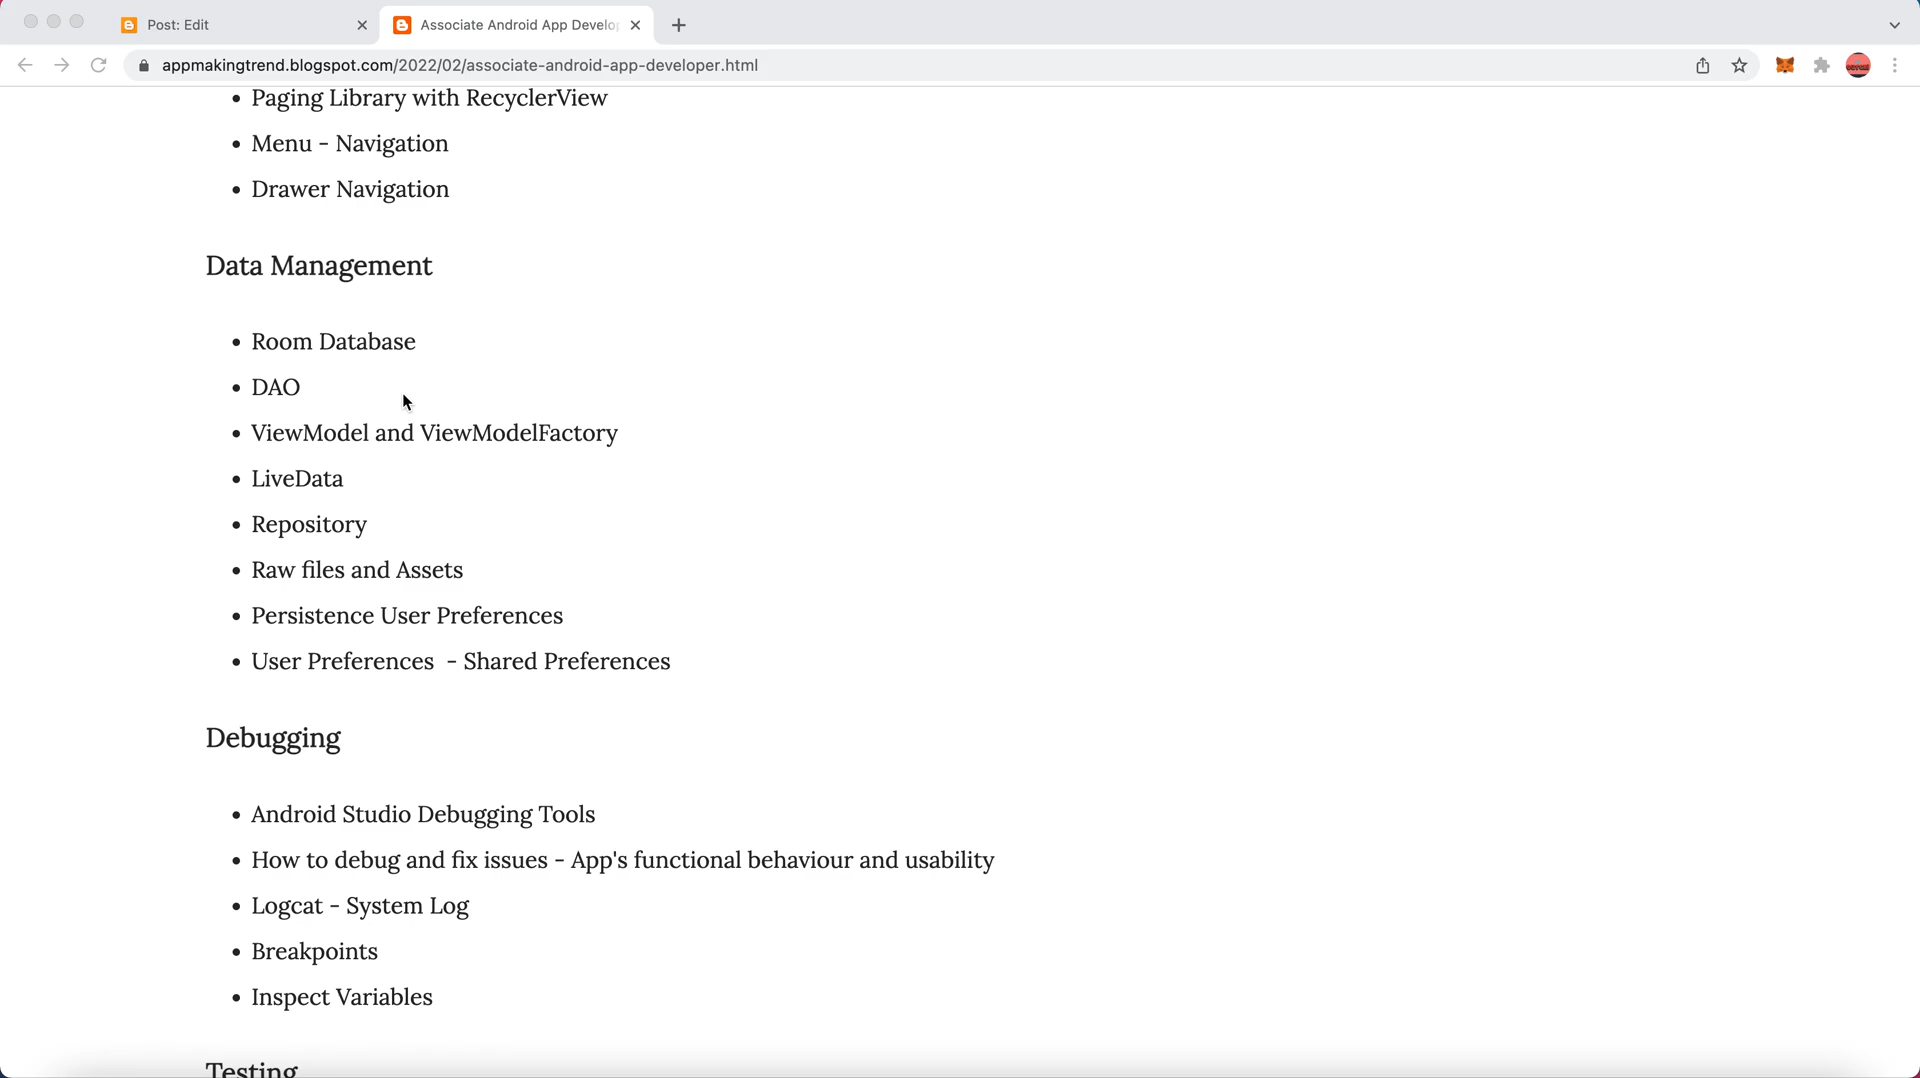 Post: Edit
Associate Android App Develo
appmakingtrend.blogspot.com/2022/02/associate-android-app-developer.html
Paging Library with RecyclerView
Menu - Navigation
Drawer Navigation
Data Management
Room Database
DAO
ViewModel and ViewModelFactory
LiveData
Repository
Raw files and Assets
Persistence User Preferences
User Preferences  - Shared Preferences
Debugging
Android Studio Debugging Tools
How to debug and fix issues - App's functional behaviour and usability
Logcat - System Log
Breakpoints
Inspect Variables
Testing